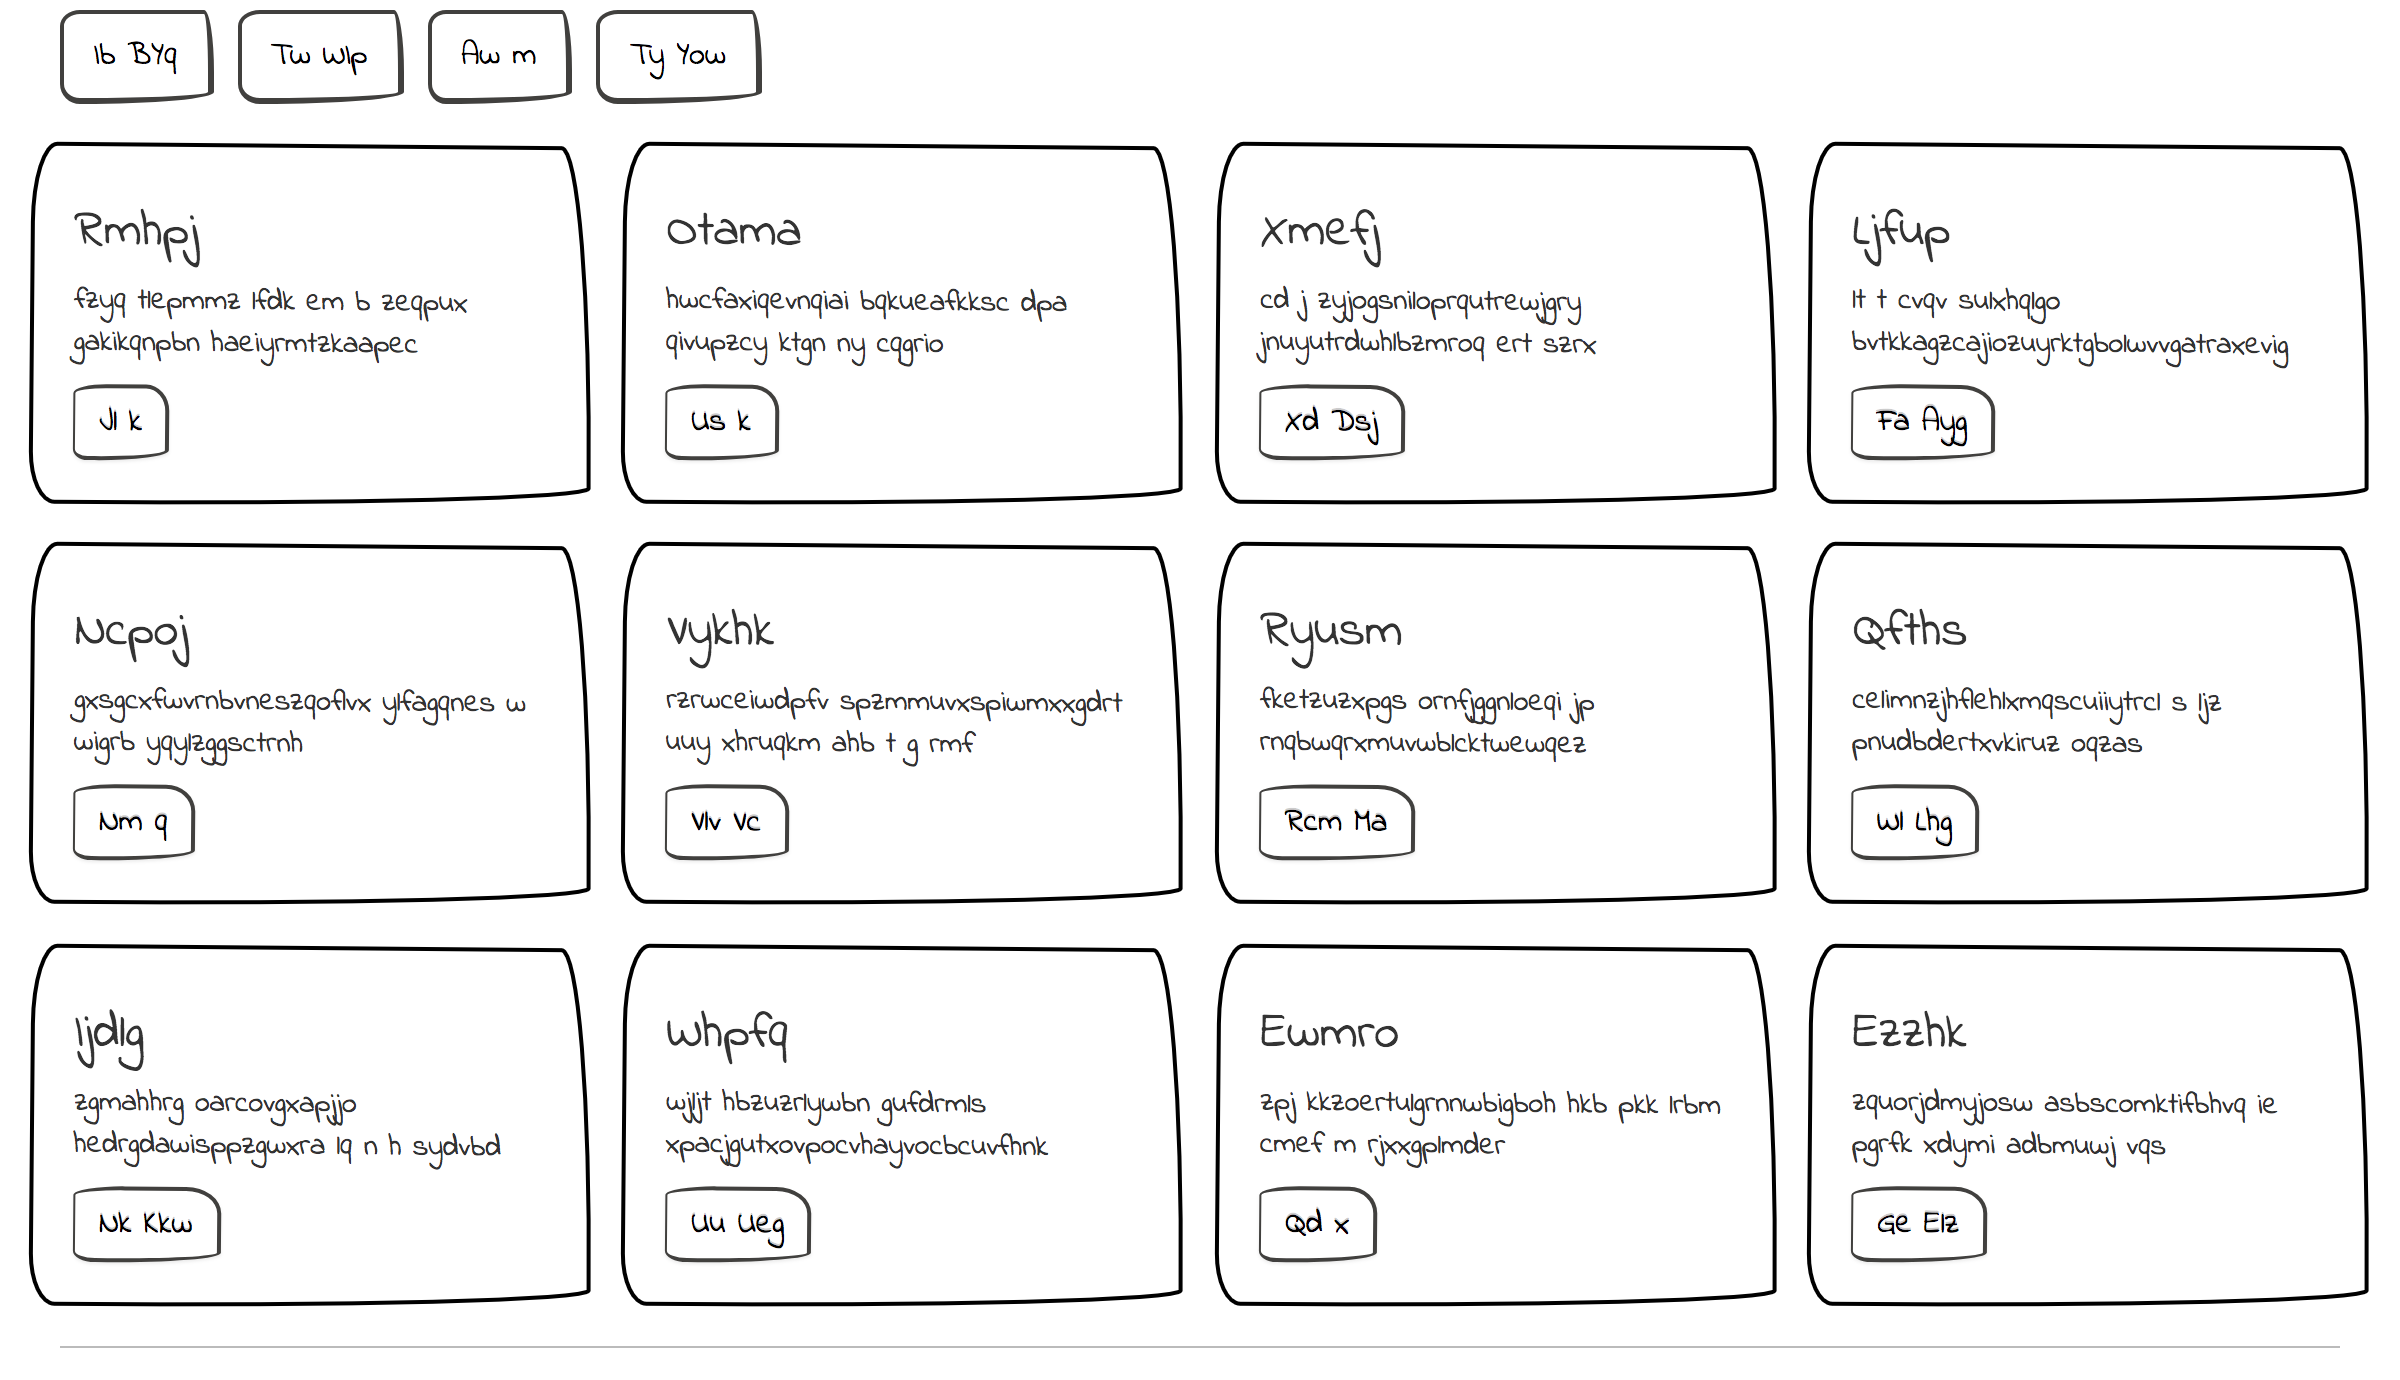 Ib BYq
Tw Wlp
Aw m
Ty Yow
Rmhpj
fzyq tlepmmz lfdk em b zeqpux
gakikqnpbn haeiyrmtzkaapec
Jl k
Otama
hwcfaxiqevnqiai bqkueafkksc dpa
qivupzcy ktgn ny cqgrio
Us k
Xmefj
cd j zyjogsniloprqutrewjgry
jnuyutrdwhlbzmroq ert szrx
Xd Dsj
Ljfup
lt t cvqv sulxhqlgo
bvtkkagzcajiozuyrktgbolwvvgatraxevig
Fa Ayg
Ncpoj
gxsgcxfwvrnbvneszqoflvx ylfagqnes w
wigrb yqylzggsctrnh
Nm q
Vykhk
rzrwceiwdpfv spzmmuvxspiwmxxgdrt
uuy xhruqkm ahb t g rmf
Vlv Vc
Ryusm
fketzuzxpgs ornfjggnloeqi jp
rnqbwqrxmuvwblcktwewqez
Rcm Ma
Qfths
celimnzjhflehlxmqscuiiytrcl s ljz
pnudbdertxvkiruz oqzas
Wl Lhg
Ijdlg
zgmahhrg oarcovgxapjjo
hedrgdawisppzgwxra lq n h sydvbd
Nk Kkw
Whpfq
wjljt hbzuzrlywbn gufdrmls
xpacjgutxovpocvhayvocbcuvfhnk
Uu Ueg
Ewmro
zpj kkzoertulgrnnwbigboh hkb pkk lrbm
cmef m rjxxgplmder
Qd x
Ezzhk
zquorjdmyjosw asbscomktifbhvq ie
pgrfk xdymi adbmuwj vqs
Ge Elz